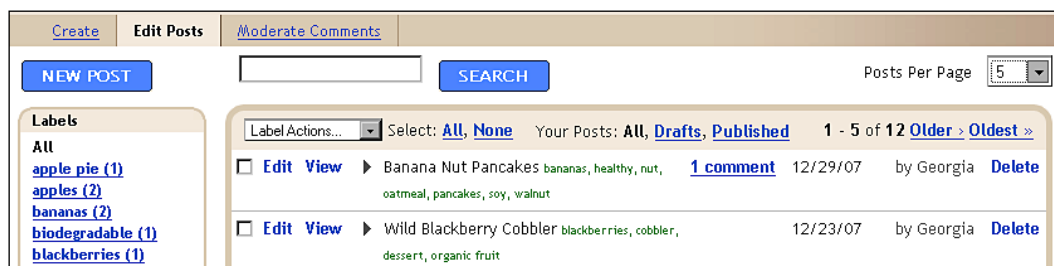 Create Edit Posts Moderate Comments
NEW POST SEARCH Posts Per Page 5
Labels
All
apple pie (1)
apples (2)
bananas (2)
biodegradable (1)
blackberries (1)
Label Actions... Select: All, None Your Posts: All, Drafts, Published 1 - 5 of 12 Older › Oldest »
Edit View Banana Nut Pancakes bananas, healthy, nut, 1 comment 12/29/07 by Georgia Delete
oatmeal, pancakes, soy, walnut
Edit View Wild Blackberry Cobbler blackberries, cobbler, 12/23/07 by Georgia Delete
dessert, organic fruit